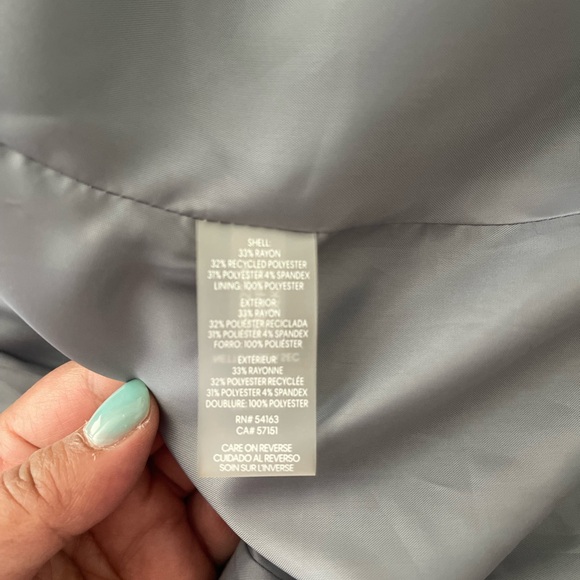 SHELL:
33% RAYON
32% RECYCLED POLYESTER
31% POLYESTER 4% SPANDEX
LINING: 100% POLYESTER
EXTERIOR:
33% RAYON
32% POLIÉSTER RECICLADA
31% POLIÉSTER 4% SPANDEX
FORRO: 100% POLIÉSTER
EXTÉRIEUR:
33% RAYONNE
32% POLYESTER RECYCLÉE
31% POLYESTER 4% SPANDEX
DOUBLURE: 100% POLYESTER
RN# 54163
CA# 57151
CARE ON REVERSE
CUIDADO AL REVERSO
SOIN SUR L'INVERSE